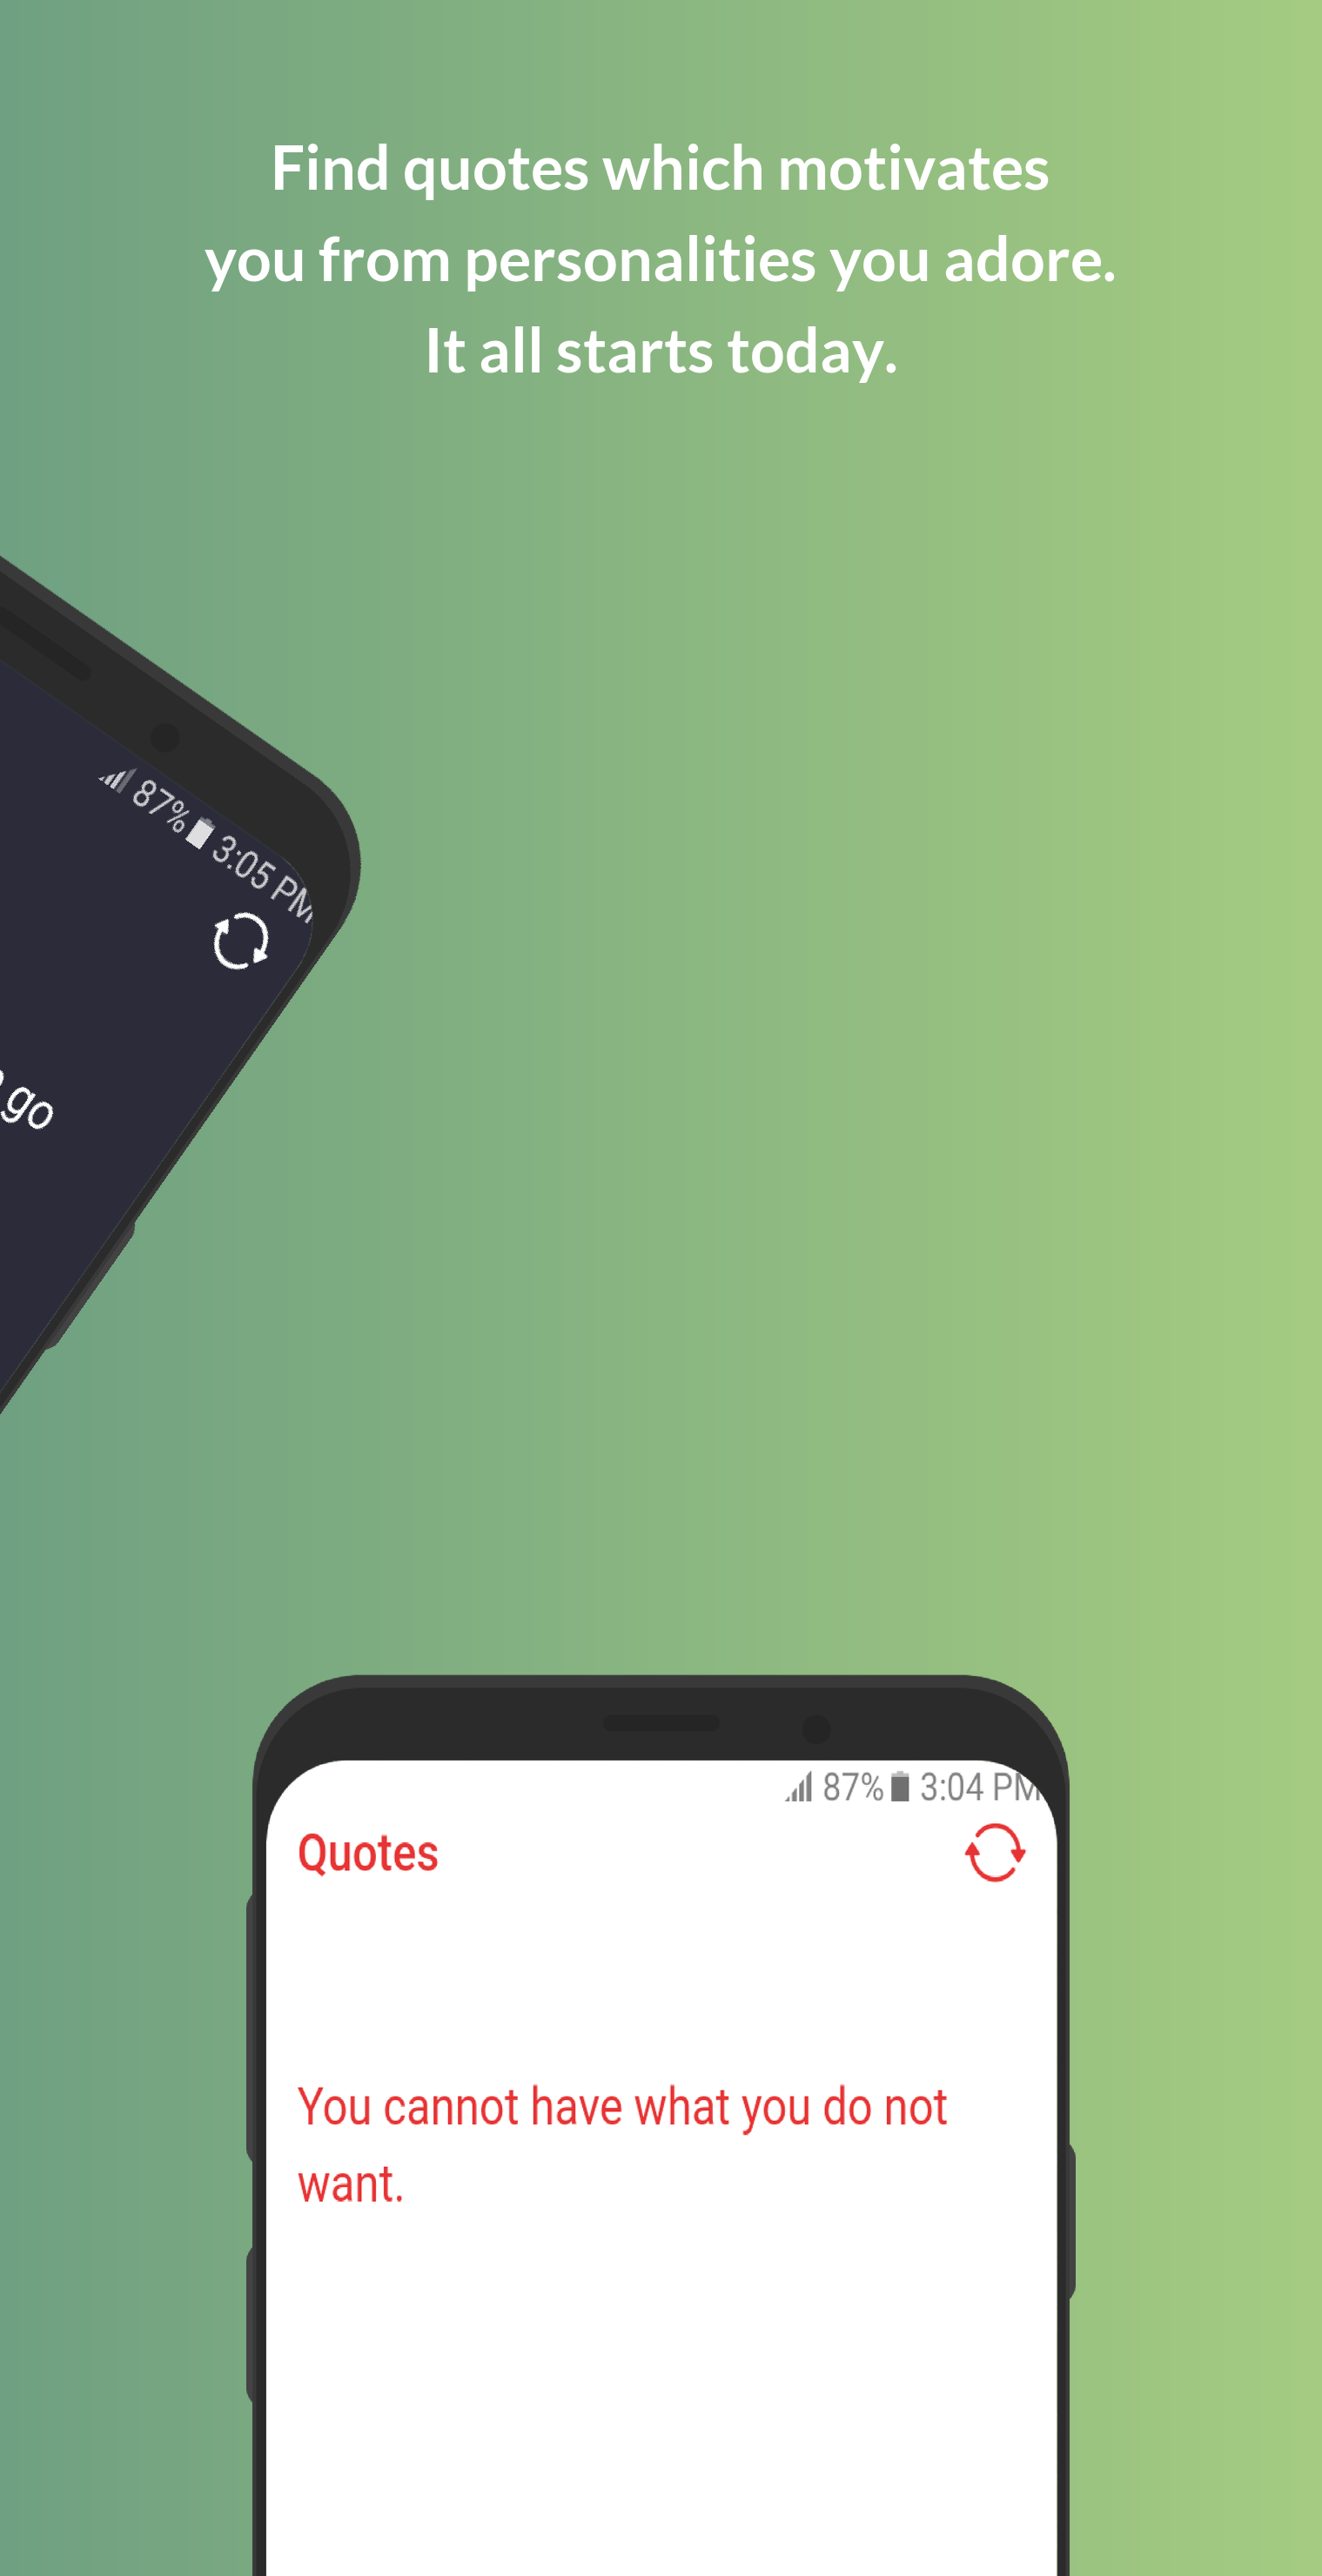 Find quotes which motivates
you from personalities you adore.
It all starts today.
87% 3:05 PM
go
87% 3:04 PM
Quotes
You cannot have what you do not
want.